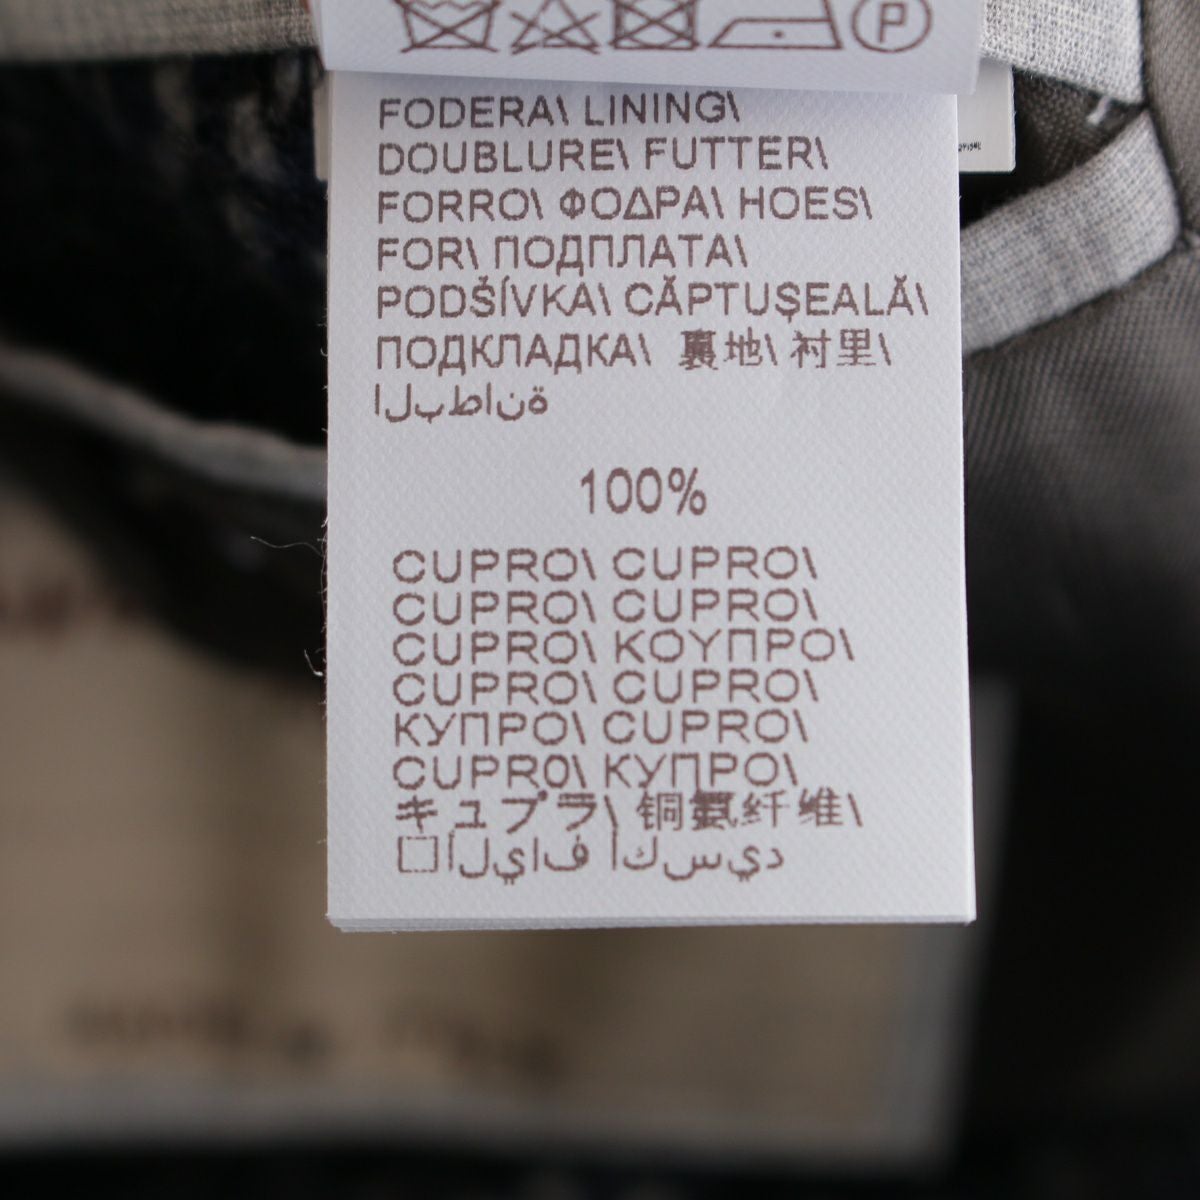 P
FODERA\ LINING\
DOUBLURE\ FUTTER\
FORRO\ ΦΟΔΡΑ\ HOES\
FOR\ ПОДПЛАТА\
PODŠÍVKA\ CĂPTUŞEALĂ\
ПОДКЛАДКА\ 裏地\ 衬里\
البطانة
100%
CUPRO\ CUPRO\
CUPRO\ CUPRO\
CUPRO\ ΚΟΥΠΡΟ\
CUPRO\ CUPRO\
КУПРО\ CUPRO\
CUPRO\ КУПРО\
キュプラ\ 铜氨纤维\
□ألياف أكسيد